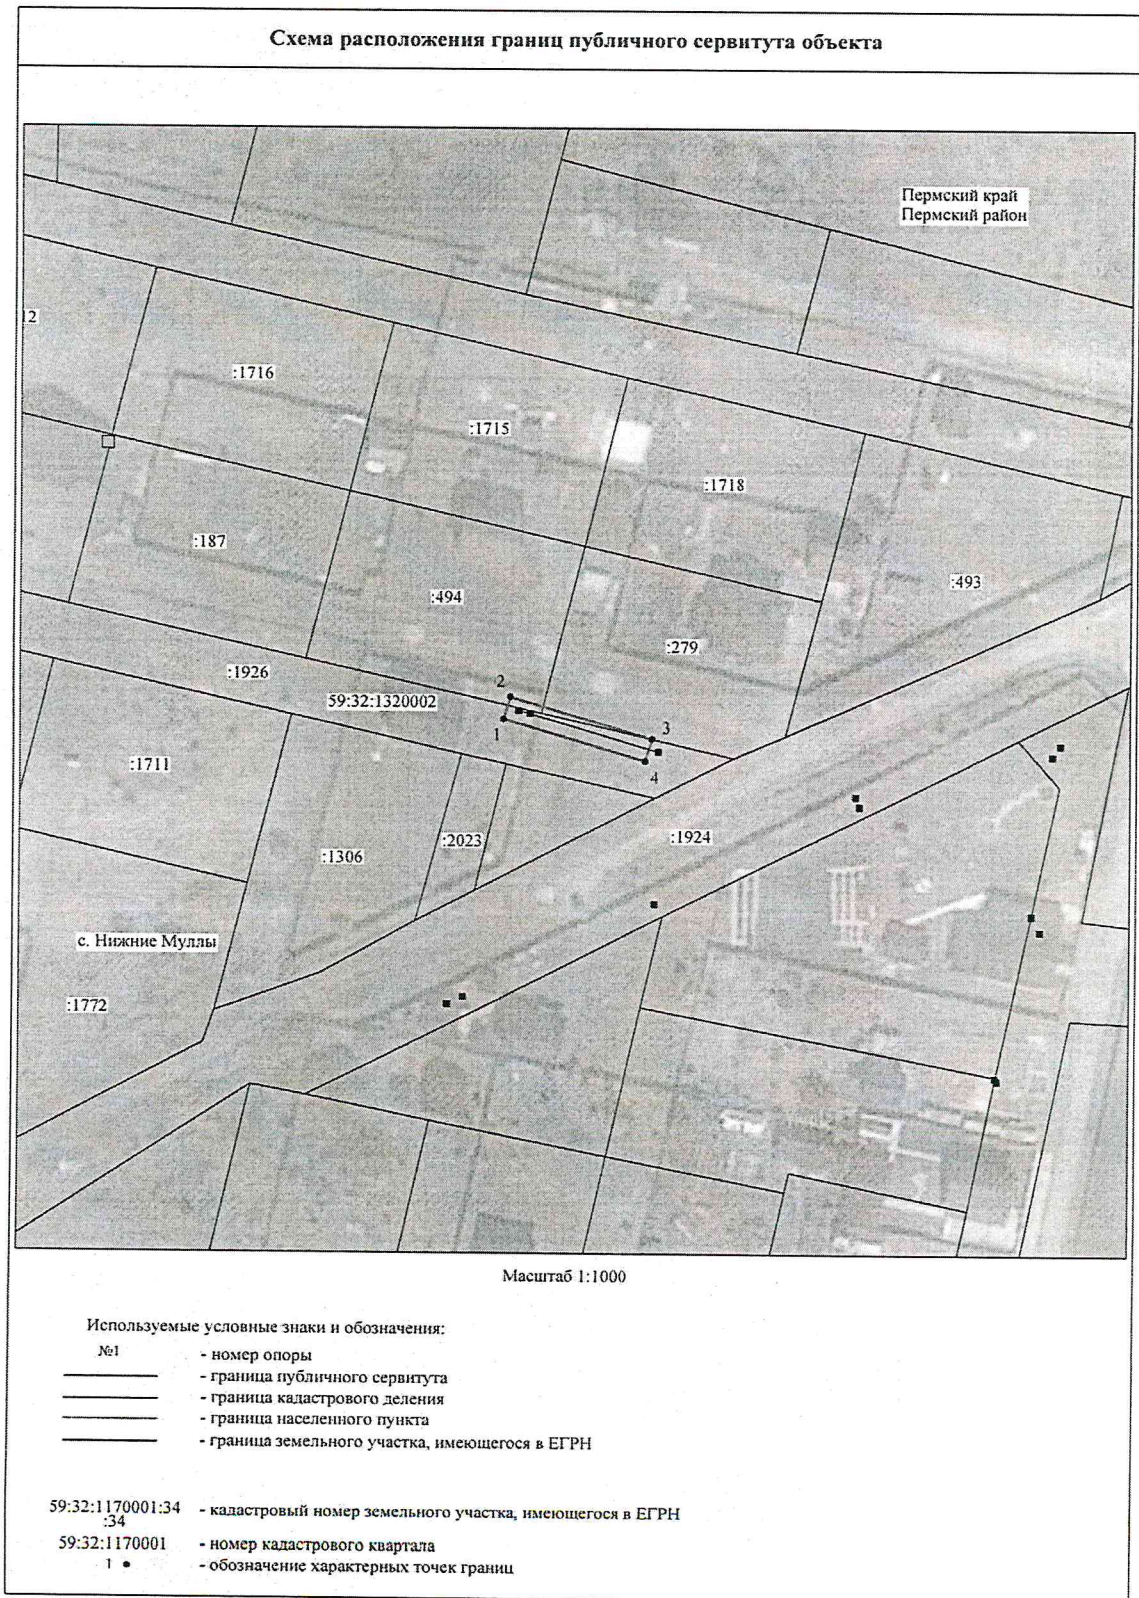 Схема расположения границ публичного сервитута объекта
Пермский край
Пермский район
12
:1716
:1715
:1718
:187
:494
:493
:279
:1926
59:32:1320002
2
3
1
4
:1711
:1306
:2023
:1924
с. Нижние Муллы
:1772
Масштаб 1:1000
Используемые условные знаки и обозначения:
№1 - номер опоры
- граница публичного сервитута
- граница кадастрового деления
- граница населенного пункта
- граница земельного участка, имеющегося в ЕГРН
59:32:1170001:34 - кадастровый номер земельного участка, имеющегося в ЕГРН
:34
59:32:1170001 - номер кадастрового квартала
1 - обозначение характерных точек границ